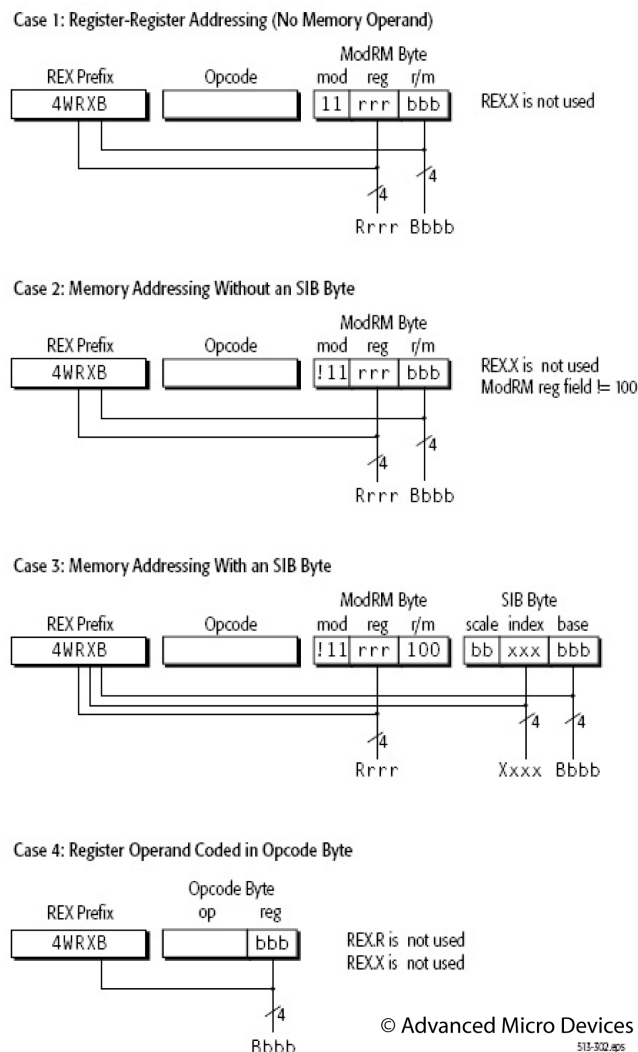 Case 1: Register-Register Addressing (No Memory Operand)
ModRM Byte
REX Prefix Opcode mod reg r/m
4WRXB 11 rrr bbb REX.X is not used
4 4
Rrrr Bbbb
Case 2: Memory Addressing Without an SIB Byte
ModRM Byte
REX Prefix Opcode mod reg r/m
4WRXB !11 rrr bbb REX.X is not used
ModRM reg field != 100
4 4
Rrrr Bbbb
Case 3: Memory Addressing With an SIB Byte
ModRM Byte SIB Byte
REX Prefix Opcode mod reg r/m scale index base
4WRXB !11 rrr 100 bb xxx bbb
4 4 4
Rrrr Xxxx Bbbb
Case 4: Register Operand Coded in Opcode Byte
Opcode Byte
REX Prefix op reg
4WRXB bbb REX.R is not used
REX.X is not used
4
Bbbb
© Advanced Micro Devices
513-302.eps